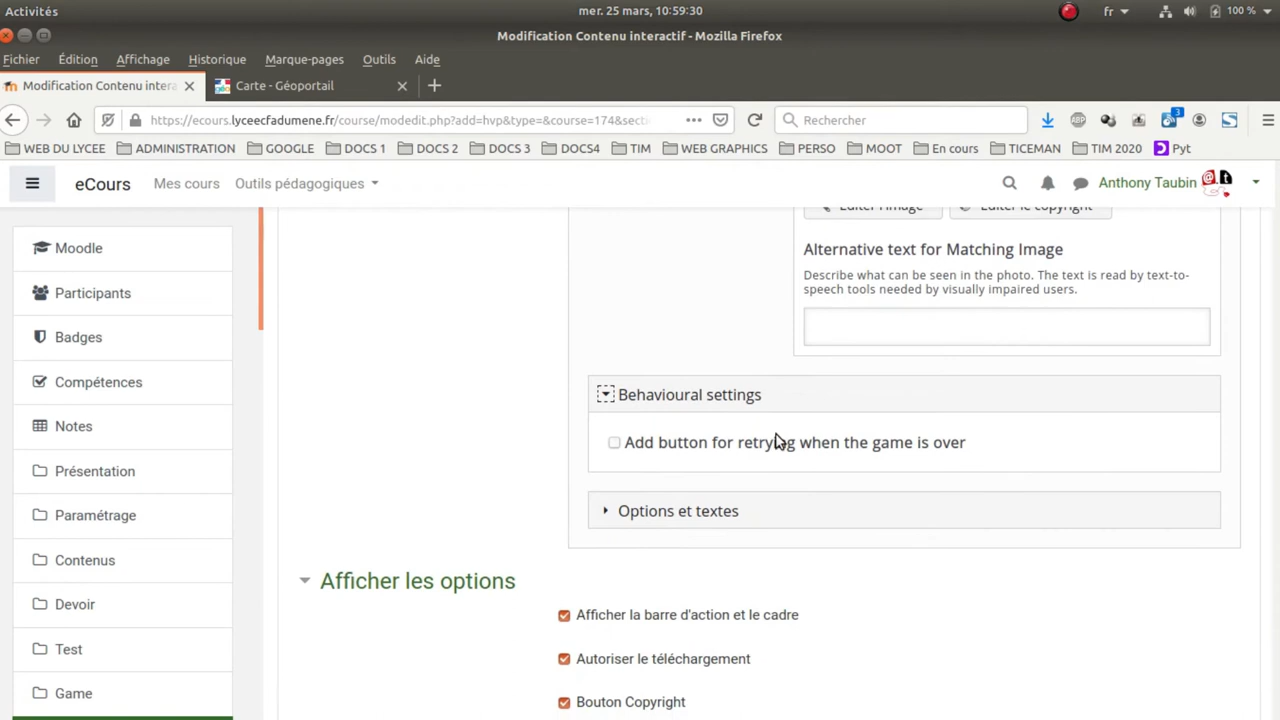 Activités
mer. 25 mars, 10:59:30
fr
100 %
Modification Contenu interactif - Mozilla Firefox
Fichier Édition Affichage Historique Marque-pages Outils Aide
Modification Contenu intera
Carte - Géoportail
https://ecours.lyceecfadumene.fr/course/modedit.php?add=hvp&type=&course=174&secti
Rechercher
ABP
3
S
WEB DU LYCEE ADMINISTRATION GOOGLE DOCS 1 DOCS 2 DOCS 3 DOCS4 TIM WEB GRAPHICS PERSO MOOT En cours TICEMAN TIM 2020 Pyt
eCours Mes cours Outils pédagogiques
Anthony Taubin
Moodle
Participants
Badges
Compétences
Notes
Présentation
Paramétrage
Contenus
Devoir
Test
Game
Editer l'image
Editer le copyright
Alternative text for Matching Image
Describe what can be seen in the photo. The text is read by text-to-
speech tools needed by visually impaired users.
Behavioural settings
Add button for retrying when the game is over
Options et textes
Afficher les options
Afficher la barre d'action et le cadre
Autoriser le téléchargement
Bouton Copyright